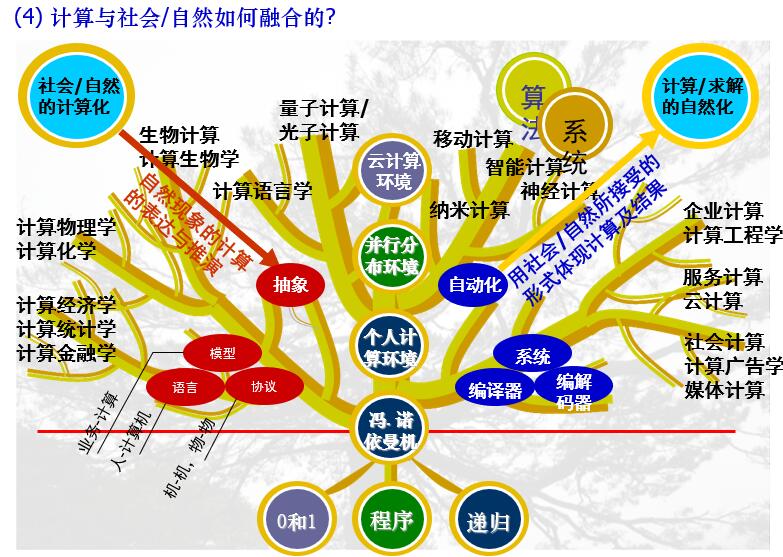 (4) 计算与社会/自然如何融合的?
社会/自然
的计算化
计算/求解
的自然化
算
法
系
统
量子计算/
光子计算
生物计算
计算生物学
计算语言学
移动计算
智能计算
神经计算
纳米计算
云计算
环境
自然现象的计算
的表达与推演
用社会/自然所接受的
形式体现计算及结果
计算物理学
计算化学
企业计算
计算工程学
并行分
布环境
抽象
自动化
服务计算
云计算
计算经济学
计算统计学
计算金融学
个人计
算环境
社会计算
计算广告学
媒体计算
模型
语言
协议
系统
编译器
编解
码器
业务-计算
人-计算机
机-机，物-物
冯.诺
依曼机
0和1
程序
递归